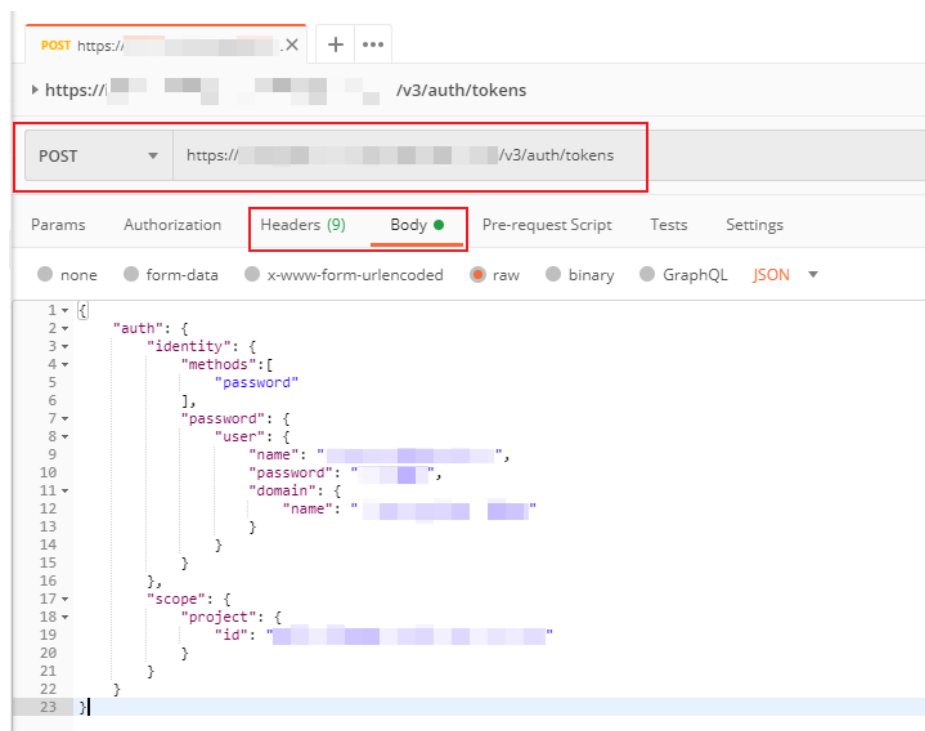 POST https:// . X + •••
https://i /v3/auth/tokens
POST https:// /v3/auth/tokens
Params Authorization Headers (9) Body Pre-request Script Tests Settings
none form-data x-www-form-urlencoded raw binary GraphQL JSON
1 {
2 "auth": {
3 "identity": {
4 "methods":[
5 "password"
6 ],
7 "password": {
8 "user": {
9 "name": " ",
10 "password": " ",
11 "domain": {
12 "name": " "
13 }
14 }
15 }
16 },
17 "scope": {
18 "project": {
19 "id": " "
20 }
21 }
22 }
23 }